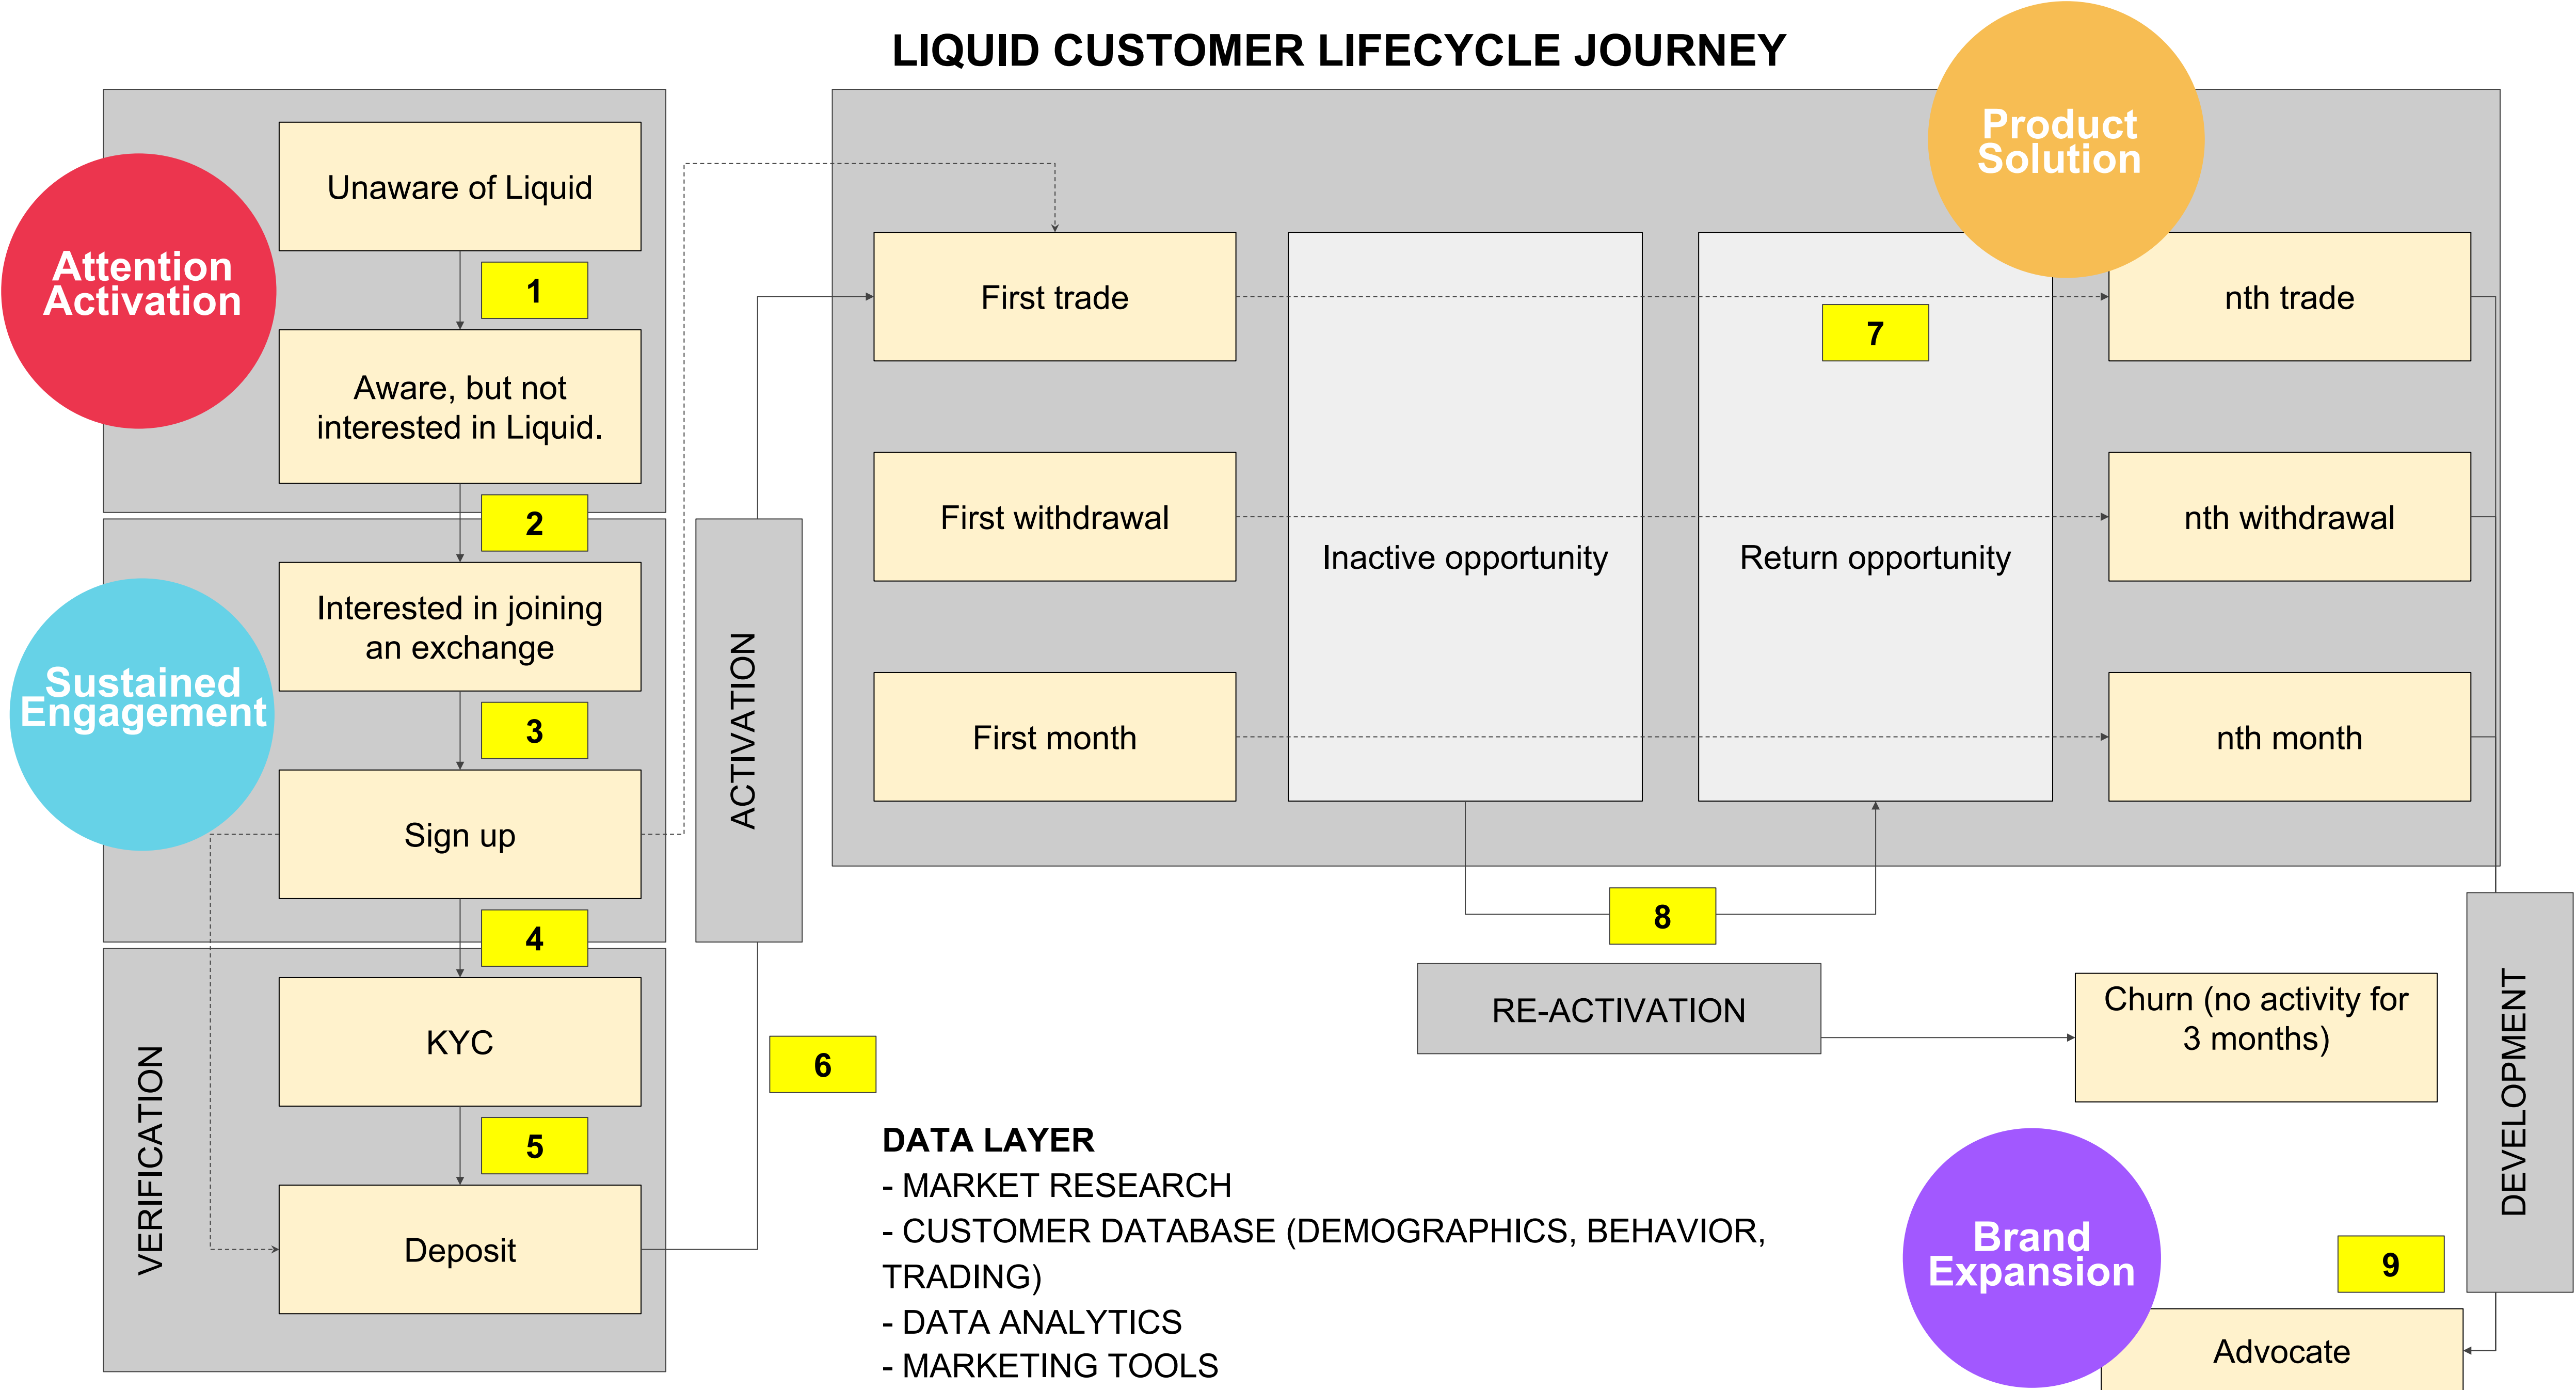 LIQUID CUSTOMER LIFECYCLE JOURNEY
Attention
Activation
Unaware of Liquid
1
Aware, but not
interested in Liquid.
2
Sustained
Engagement
Interested in joining
an exchange
3
Sign up
4
VERIFICATION
KYC
5
Deposit
ACTIVATION
6
Product
Solution
First trade
First withdrawal
First month
Inactive opportunity
7
Return opportunity
nth trade
nth withdrawal
nth month
8
RE-ACTIVATION
Churn (no activity for
3 months)
DEVELOPMENT
DATA LAYER
- MARKET RESEARCH
- CUSTOMER DATABASE (DEMOGRAPHICS, BEHAVIOR,
TRADING)
- DATA ANALYTICS
- MARKETING TOOLS
Brand
Expansion
9
Advocate